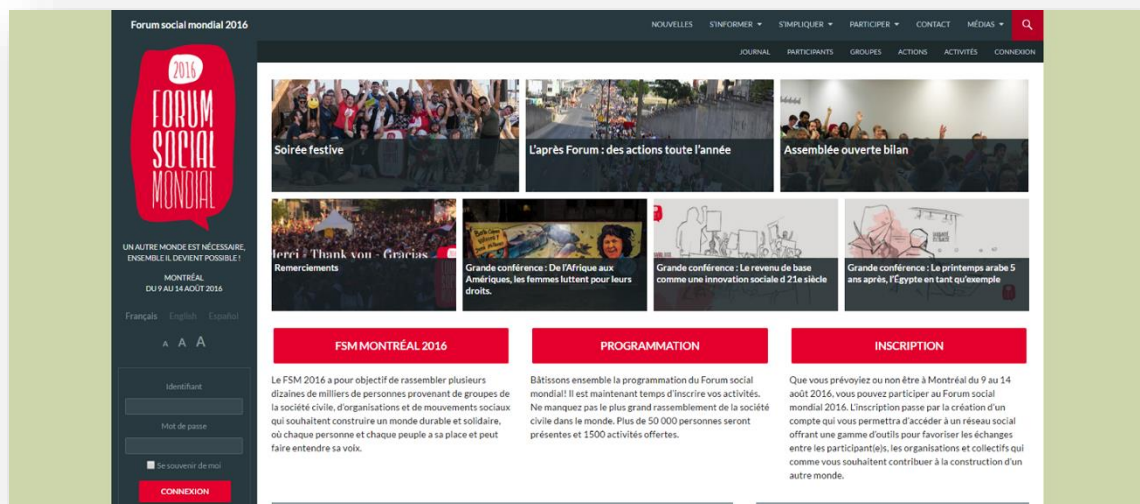 Forum social mondial 2016
NOUVELLES S'INFORMER S'IMPLIQUER PARTICIPER CONTACT MÉDIAS
JOURNAL PARTICIPANTS GROUPES ACTIONS ACTIVITÉS CONNEXION
2016
FORUM
SOCIAL
MONDIAL
UN AUTRE MONDE EST NÉCESSAIRE,
ENSEMBLE IL DEVIENT POSSIBLE !
MONTRÉAL
DU 9 AU 14 AOÛT 2016
Français English Español
A A A
Identifiant
Mot de passe
Se souvenir de moi
CONNEXION
Soirée festive
L'après Forum : des actions toute l'année
Assemblée ouverte bilan
Merci - Thank you - Gracias
Remerciements
Grande conférence : De l'Afrique aux
Amériques, les femmes luttent pour leurs
droits.
Grande conférence : Le revenu de base
comme une innovation sociale d 21e siècle
Grande conférence : Le printemps arabe 5
ans après, l'Égypte en tant qu'exemple
FSM MONTRÉAL 2016
Le FSM 2016 a pour objectif de rassembler plusieurs
dizaines de milliers de personnes provenant de groupes de
la société civile, d'organisations et de mouvements sociaux
qui souhaitent construire un monde durable et solidaire,
où chaque personne et chaque peuple a sa place et peut
faire entendre sa voix.
PROGRAMMATION
Bâtissons ensemble la programmation du Forum social
mondial! Il est maintenant temps d'inscrire vos activités.
Ne manquez pas le plus grand rassemblement de la société
civile dans le monde. Plus de 50 000 personnes seront
présentes et 1500 activités offertes.
INSCRIPTION
Que vous prévoyiez ou non être à Montréal du 9 au 14
août 2016, vous pouvez participer au Forum social
mondial 2016. L'inscription passe par la création d'un
compte qui vous permettra d'accéder à un réseau social
offrant une gamme d'outils pour favoriser les échanges
entre les participant(e)s, les organisations et collectifs qui
comme vous souhaitent contribuer à la construction d'un
autre monde.